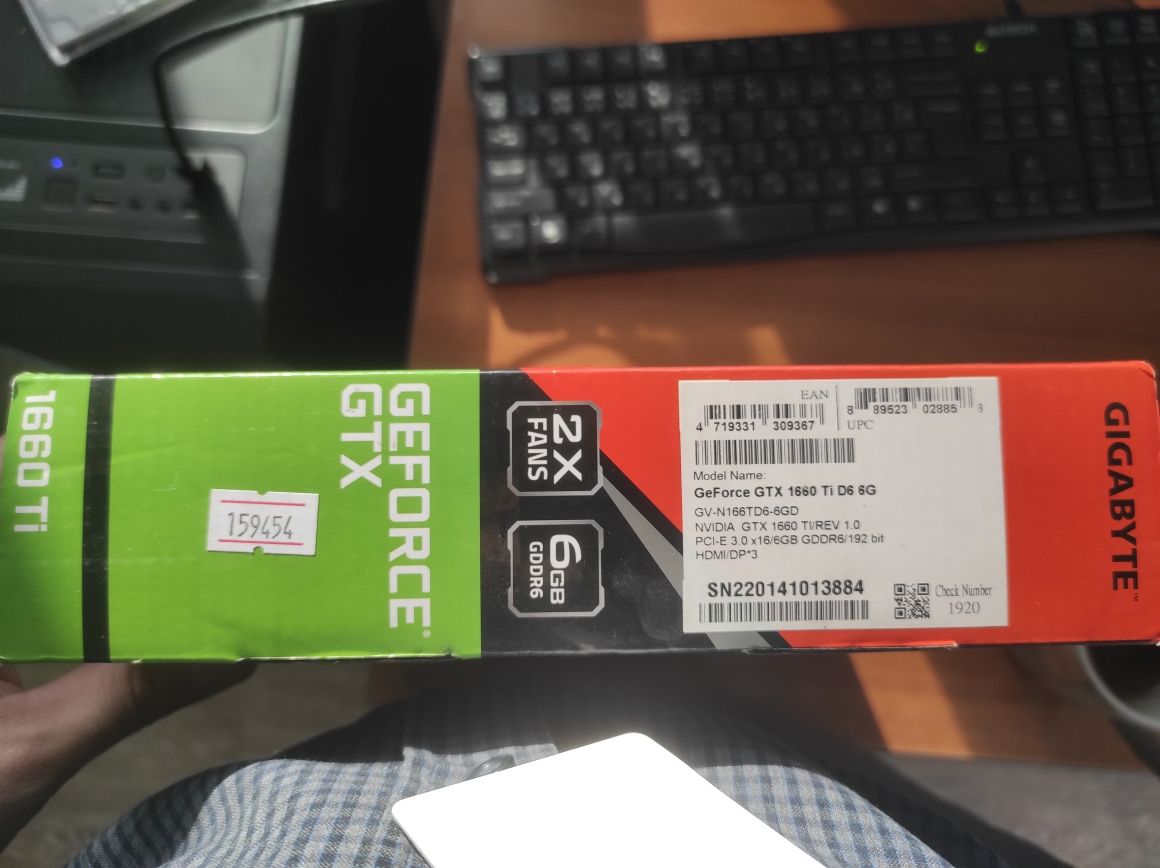 1660 Ti
GEFORCE®
GTX
159454
2X
FANS
6GB
GDDR6
EAN
4 719331 309367
8 89523 02885 8
UPC
Model Name:
GeForce GTX 1660 Ti D6 6G
GV-N166TD6-6GD
NVIDIA GTX 1660 TI/REV 1.0
PCI-E 3.0 x16/6GB GDDR6/192 bit
HDMI/DP*3
SN220141013884
Check Number
1920
GIGABYTE™